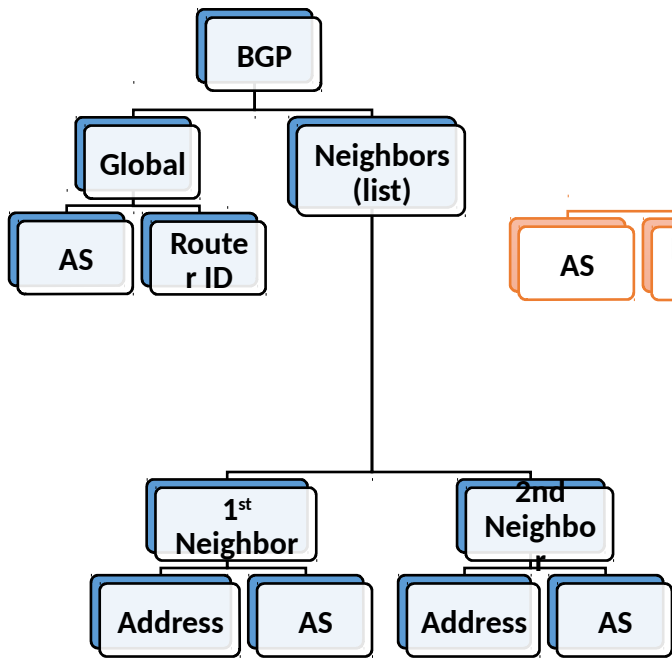 BGP
Global
Neighbors
(list)
AS
Route
r ID
AS
1st
Neighbor
2nd
Neighbo
r
Address
AS
Address
AS